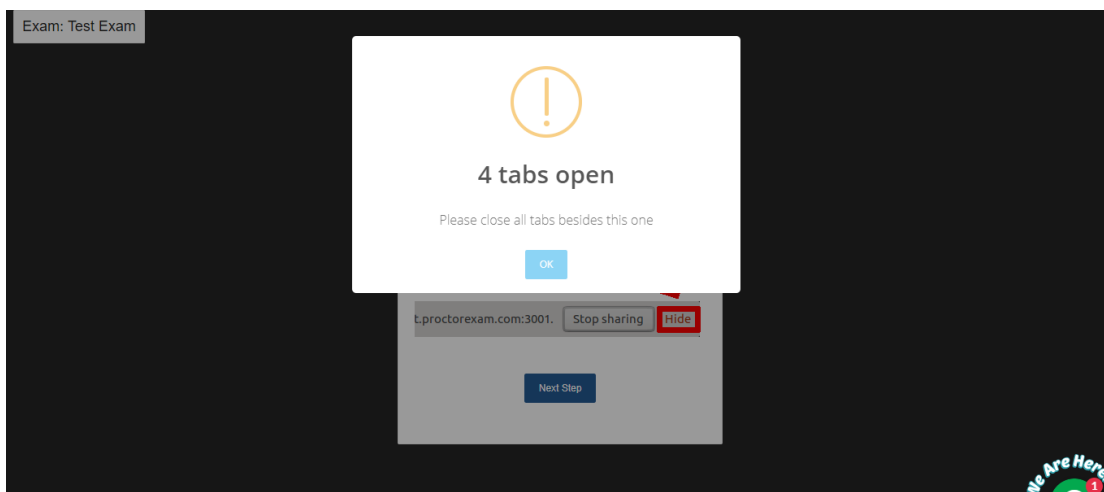 Exam: Test Exam
4 tabs open
Please close all tabs besides this one
OK
t.proctorexam.com:3001. Stop sharing Hide
Next Step
We Are Here
1